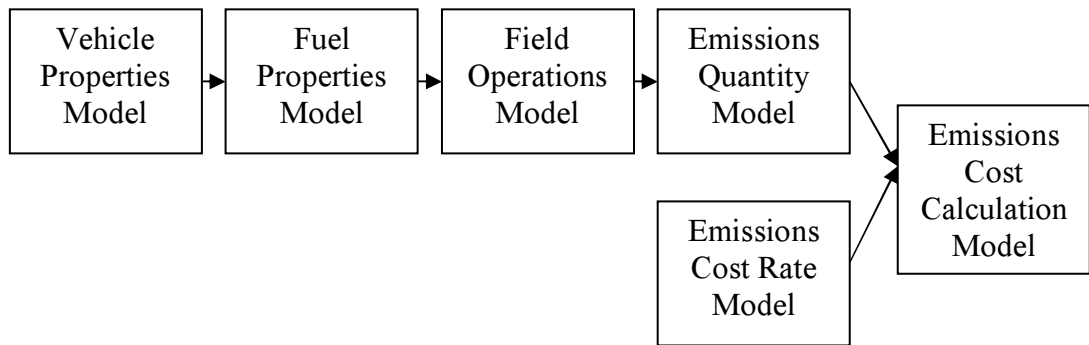 Vehicle
Properties
Model
Fuel
Properties
Model
Field
Operations
Model
Emissions
Quantity
Model
Emissions
Cost
Calculation
Model
Emissions
Cost Rate
Model